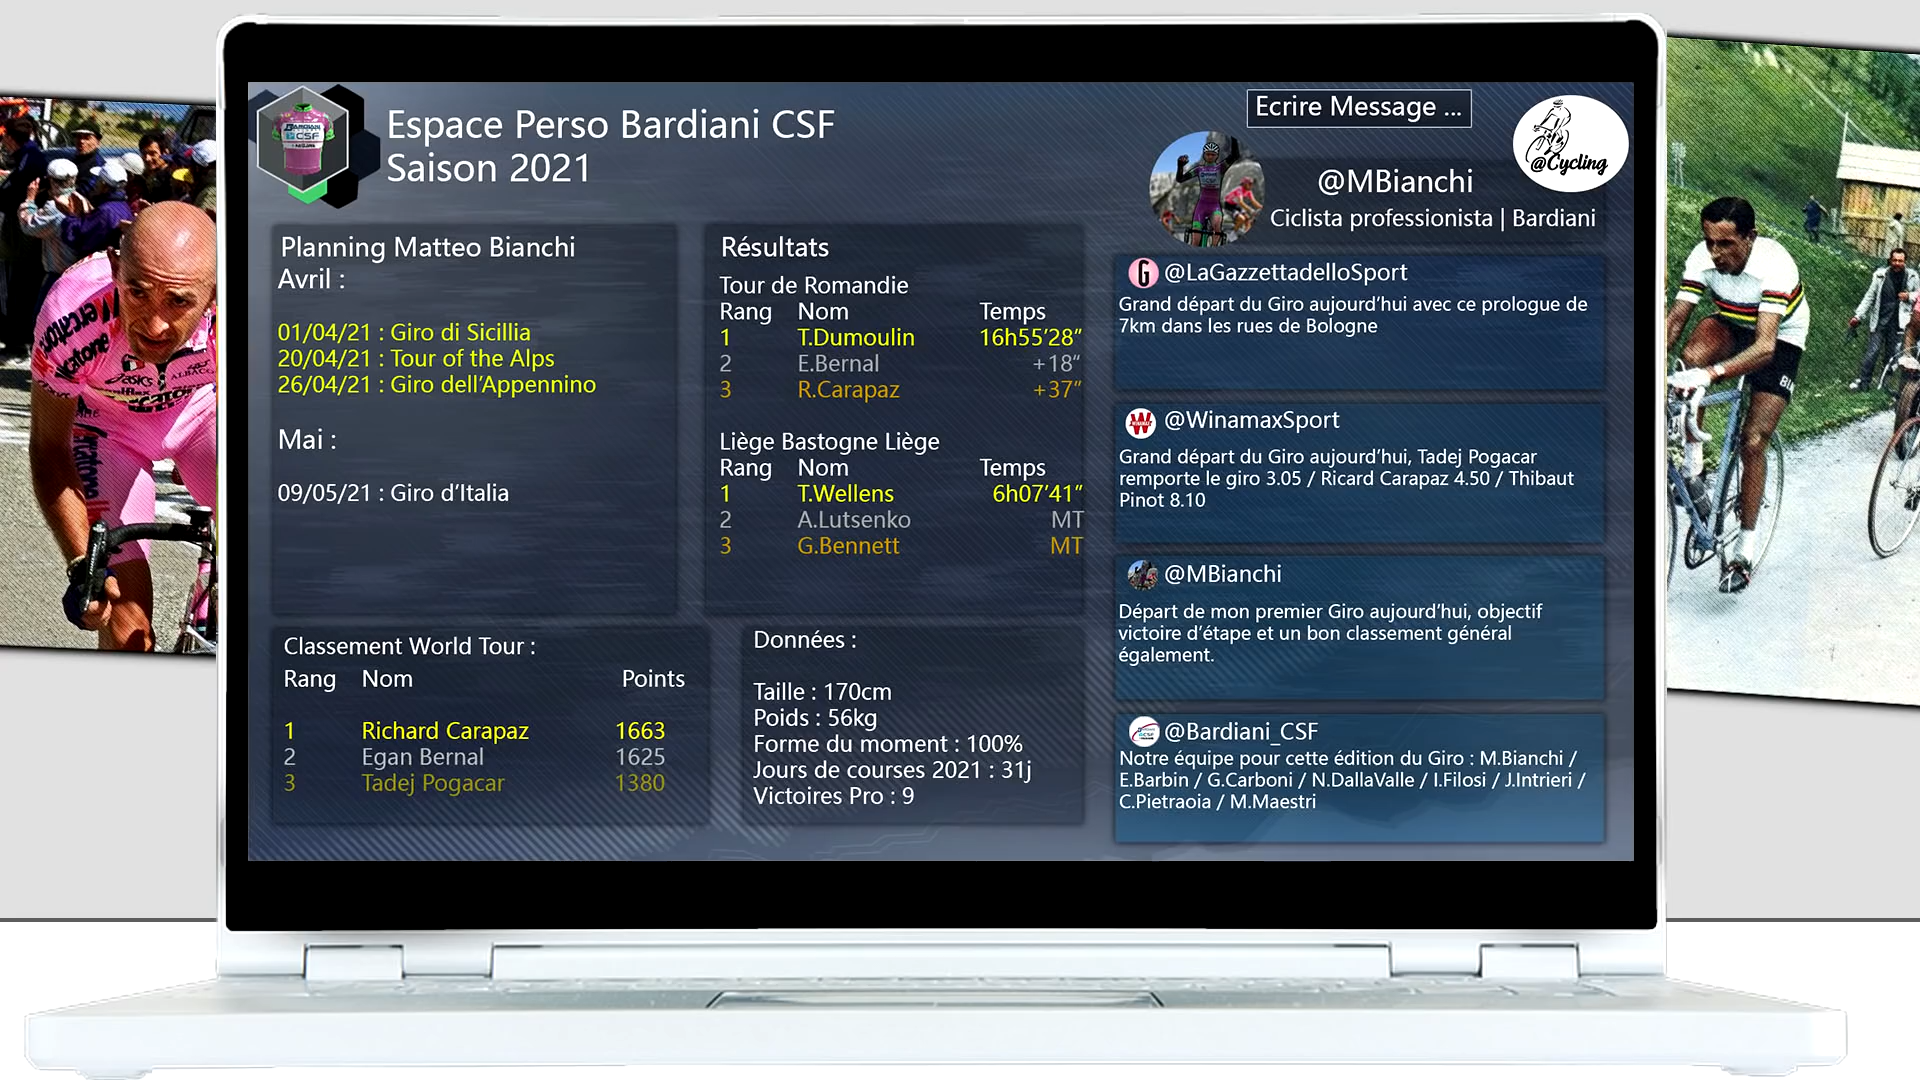 Espace Perso Bardiani CSF
Saison 2021
Ecrire Message ...
@Cycling
@MBianchi
Ciclista professionista | Bardiani
Planning Matteo Bianchi
Avril :
01/04/21 : Giro di Sicillia
20/04/21 : Tour of the Alps
26/04/21 : Giro dell’Appennino
Mai :
09/05/21 : Giro d’Italia
Résultats
Tour de Romandie
Rang Nom Temps
1 T.Dumoulin 16h55’28’’
2 E.Bernal +18’’
3 R.Carapaz +37’’
Liège Bastogne Liège
Rang Nom Temps
1 T.Wellens 6h07’41’’
2 A.Lutsenko MT
3 G.Bennett MT
Classement World Tour :
Rang Nom Points
1 Richard Carapaz 1663
2 Egan Bernal 1625
3 Tadej Pogacar 1380
Données :
Taille : 170cm
Poids : 56kg
Forme du moment : 100%
Jours de courses 2021 : 31j
Victoires Pro : 9
G @LaGazzettadelloSport
Grand départ du Giro aujourd’hui avec ce prologue de
7km dans les rues de Bologne
W @WinamaxSport
Grand départ du Giro aujourd’hui, Tadej Pogacar
remporte le giro 3.05 / Ricard Carapaz 4.50 / Thibaut
Pinot 8.10
@MBianchi
Départ de mon premier Giro aujourd’hui, objectif
victoire d’étape et un bon classement général
également.
@Bardiani_CSF
Notre équipe pour cette édition du Giro : M.Bianchi /
E.Barbin / G.Carboni / N.DallaValle / I.Filosi / J.Intrieri /
C.Pietraoia / M.Maestri